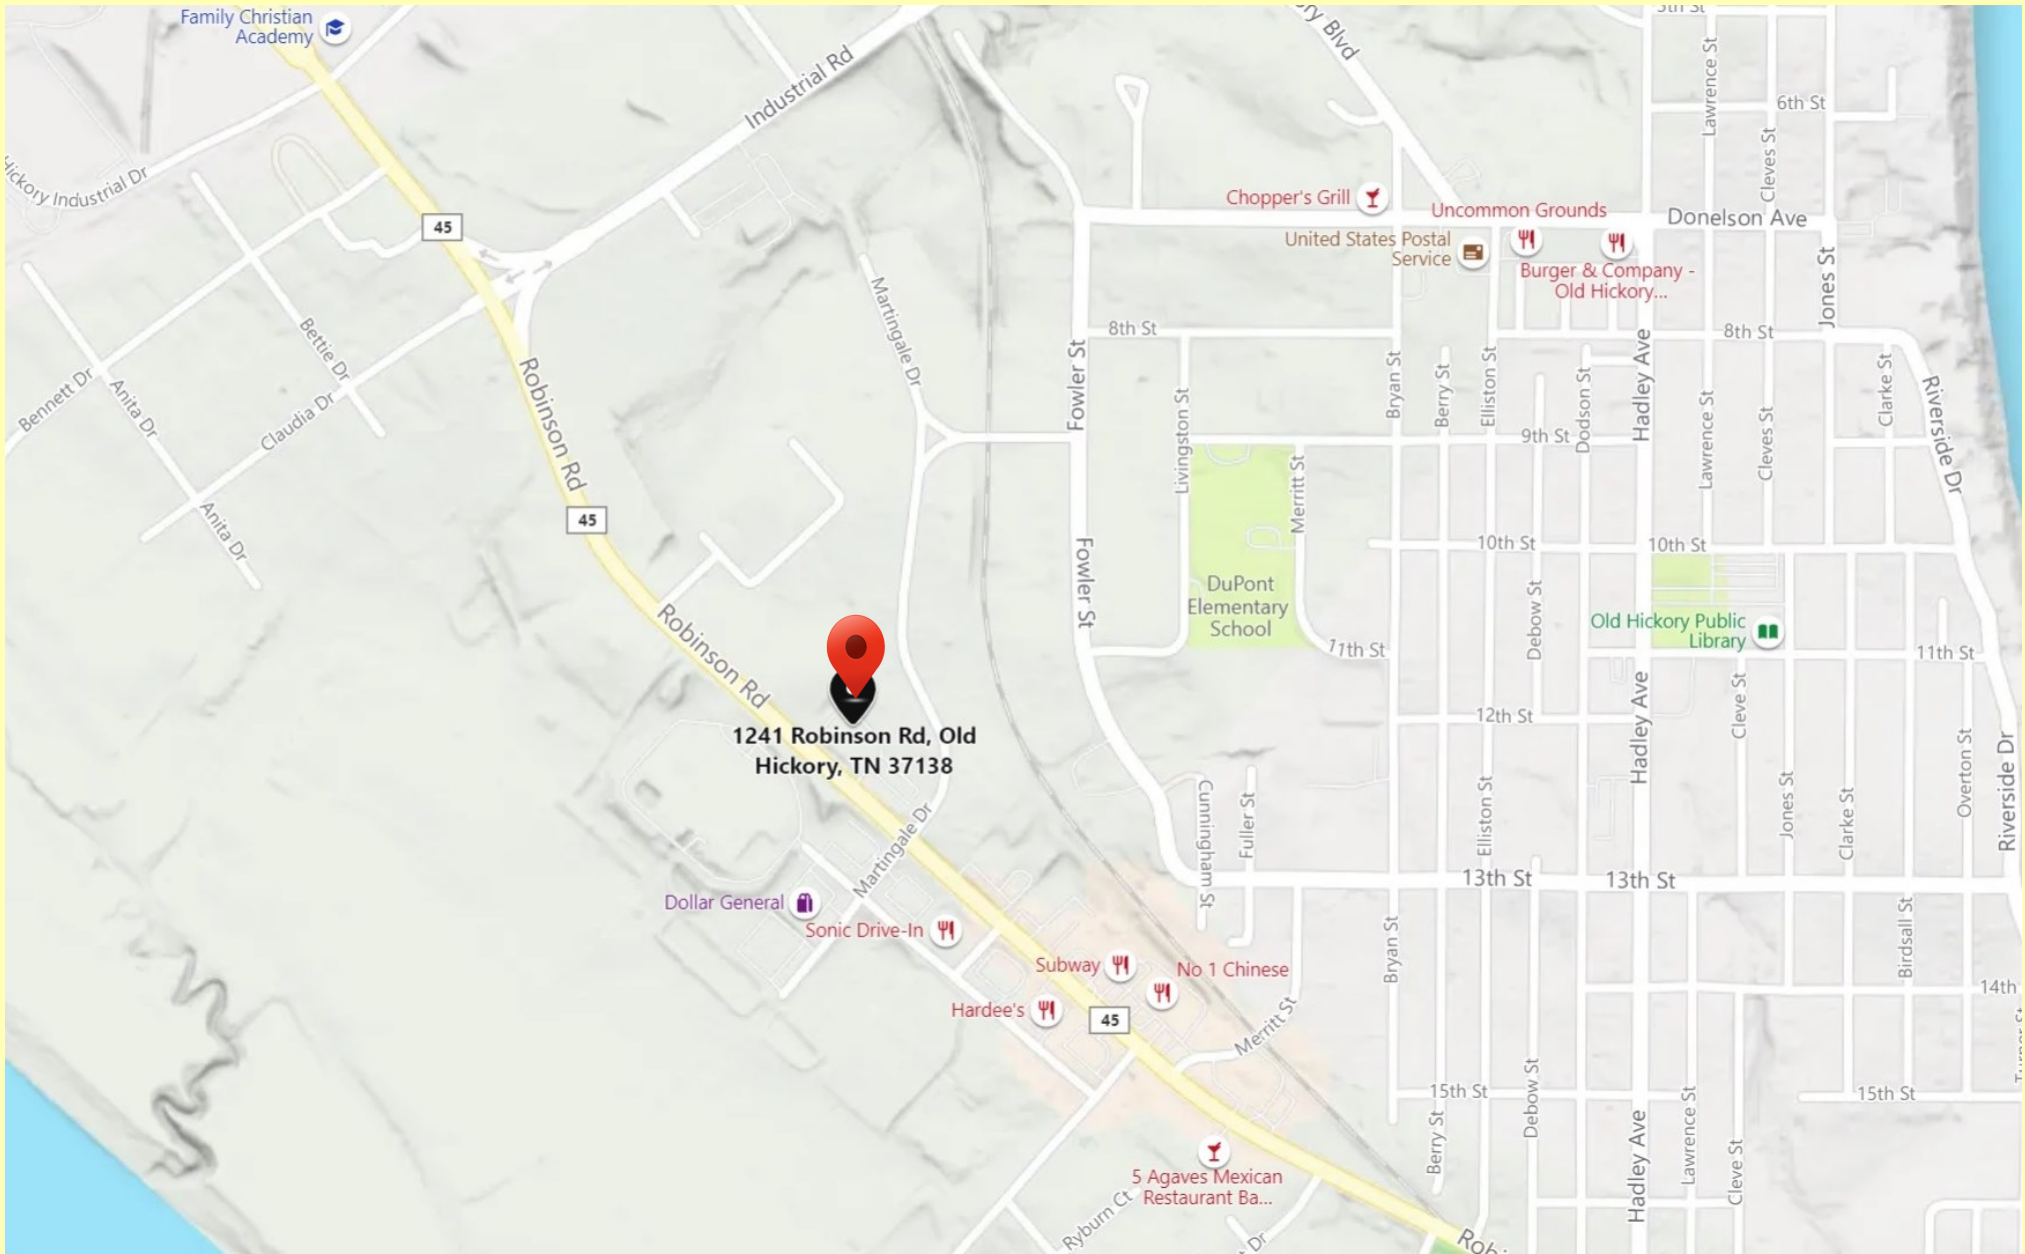 Family Christian
Academy
Industrial Rd
ory Blvd
5th St
Lawrence St
6th St
Cleves St
Hickory Industrial Dr
45
Chopper's Grill
Uncommon Grounds
Donelson Ave
United States Postal
Service
Burger & Company -
Old Hickory...
Jones St
Martingale Dr
Bettie Dr
8th St
8th St
Fowler St
Bryan St
Berry St
Elliston St
Dodson St
Hadley Ave
Lawrence St
Cleves St
Clarke St
Riverside Dr
Bennett Dr
Anita Dr
Claudia Dr
Robinson Rd
Livingston St
9th St
Merritt St
45
Anita Dr
Fowler St
10th St
10th St
DuPont
Elementary
School
Debow St
Old Hickory Public
Library
Robinson Rd
11th St
11th St
1241 Robinson Rd, Old
Hickory, TN 37138
12th St
Hadley Ave
Cleve St
Overton St
Riverside Dr
Cunningham St
Fuller St
Elliston St
Jones St
Clarke St
Martingale Dr
13th St
13th St
Dollar General
Sonic Drive-In
Bryan St
Birdsall St
Subway
No 1 Chinese
Hardee's
45
14th
Merritt St
15th St
15th St
Debow St
Berry St
Hadley Ave
Lawrence St
Cleve St
5 Agaves Mexican
Restaurant Ba...
Ryburn Ct
Dr
Robi